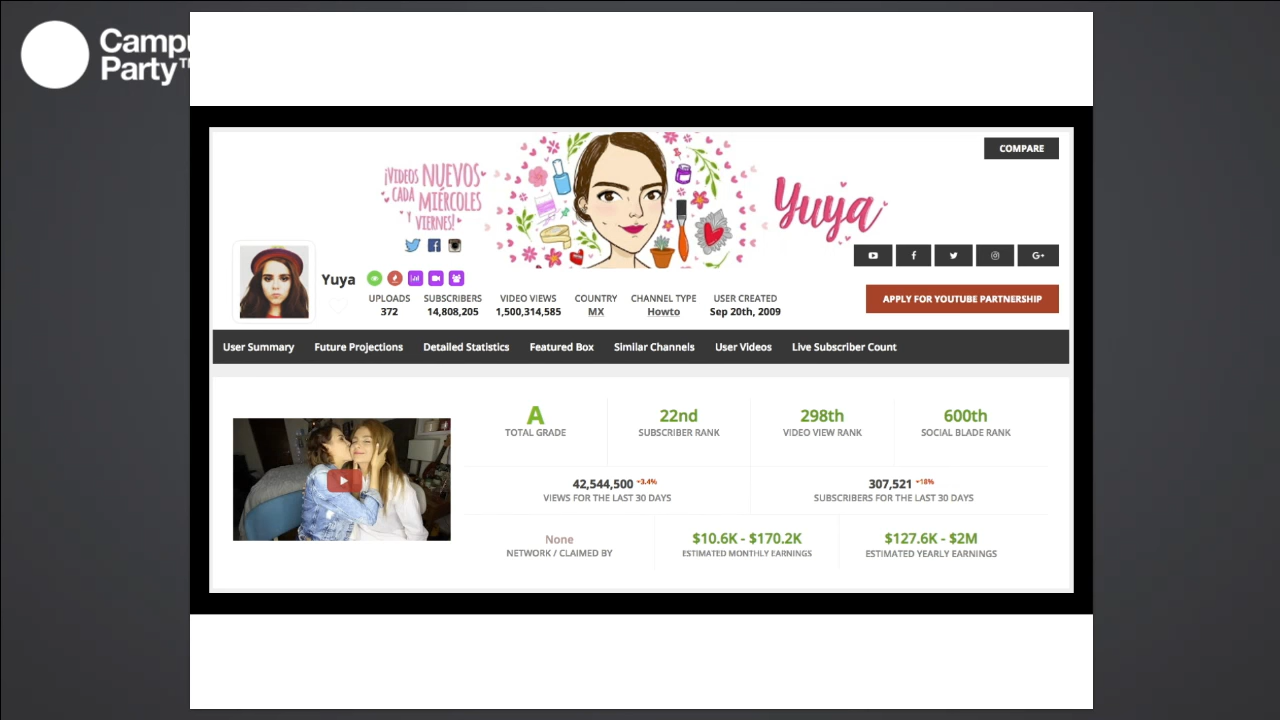 Camp
Party™
COMPARE
¡VIDEOS NUEVOS
CADA MIÉRCOLES
Y VIERNES!
Yuya
Yuya
UPLOADS
372
SUBSCRIBERS
14,808,205
VIDEO VIEWS
1,500,314,585
COUNTRY
MX
CHANNEL TYPE
Howto
USER CREATED
Sep 20th, 2009
G+
APPLY FOR YOUTUBE PARTNERSHIP
User Summary
Future Projections
Detailed Statistics
Featured Box
Similar Channels
User Videos
Live Subscriber Count
A
TOTAL GRADE
22nd
SUBSCRIBER RANK
298th
VIDEO VIEW RANK
600th
SOCIAL BLADE RANK
42,544,500 -3.4%
VIEWS FOR THE LAST 30 DAYS
307,521 -18%
SUBSCRIBERS FOR THE LAST 30 DAYS
None
NETWORK / CLAIMED BY
$10.6K - $170.2K
ESTIMATED MONTHLY EARNINGS
$127.6K - $2M
ESTIMATED YEARLY EARNINGS